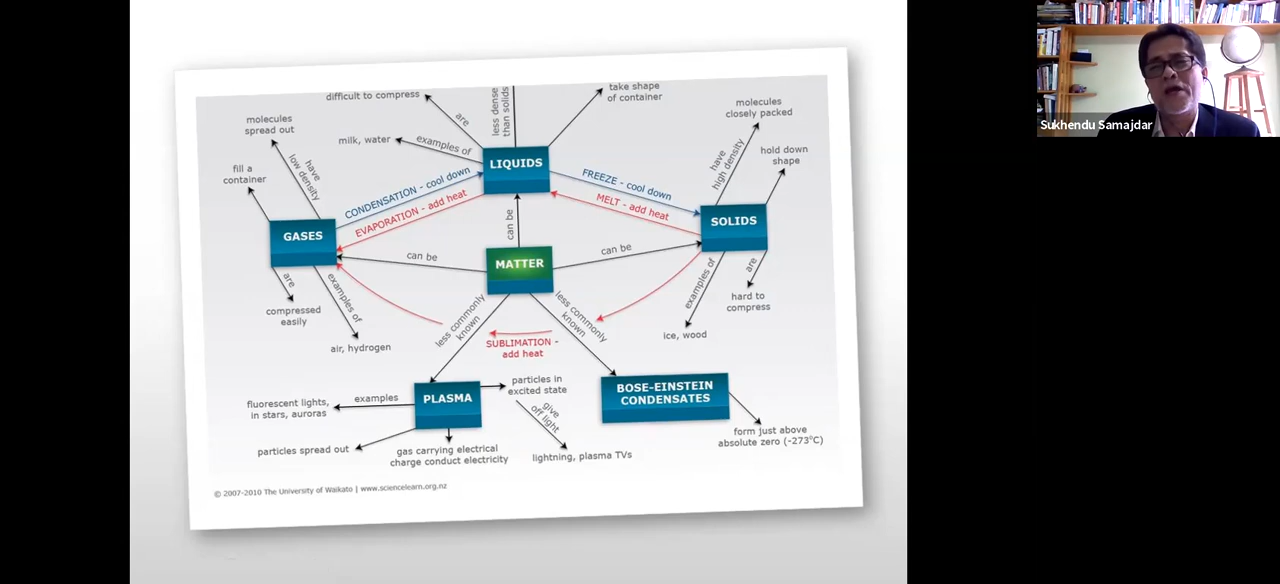 difficult to compress
less dense
than solids
take shape
of container
molecules
spread out
are
molecules
closely packed
milk, water
examples of
LIQUIDS
have
low density
have
high density
hold down
shape
fill a
container
CONDENSATION - cool down
EVAPORATION - add heat
FREEZE - cool down
MELT - add heat
GASES
SOLIDS
can be
can be
can be
MATTER
are
examples of
examples of
are
compressed
easily
hard to
compress
air, hydrogen
ice, wood
less commonly
known
less commonly
known
SUBLIMATION -
add heat
PLASMA
particles in
excited state
BOSE-EINSTEIN
CONDENSATES
fluorescent lights,
in stars, auroras
examples
give
off light
form just above
absolute zero (-273°C)
particles spread out
gas carrying electrical
charge conduct electricity
lightning, plasma TVs
© 2007-2010 The University of Waikato | www.sciencelearn.org.nz
Sukhendu Samajdar